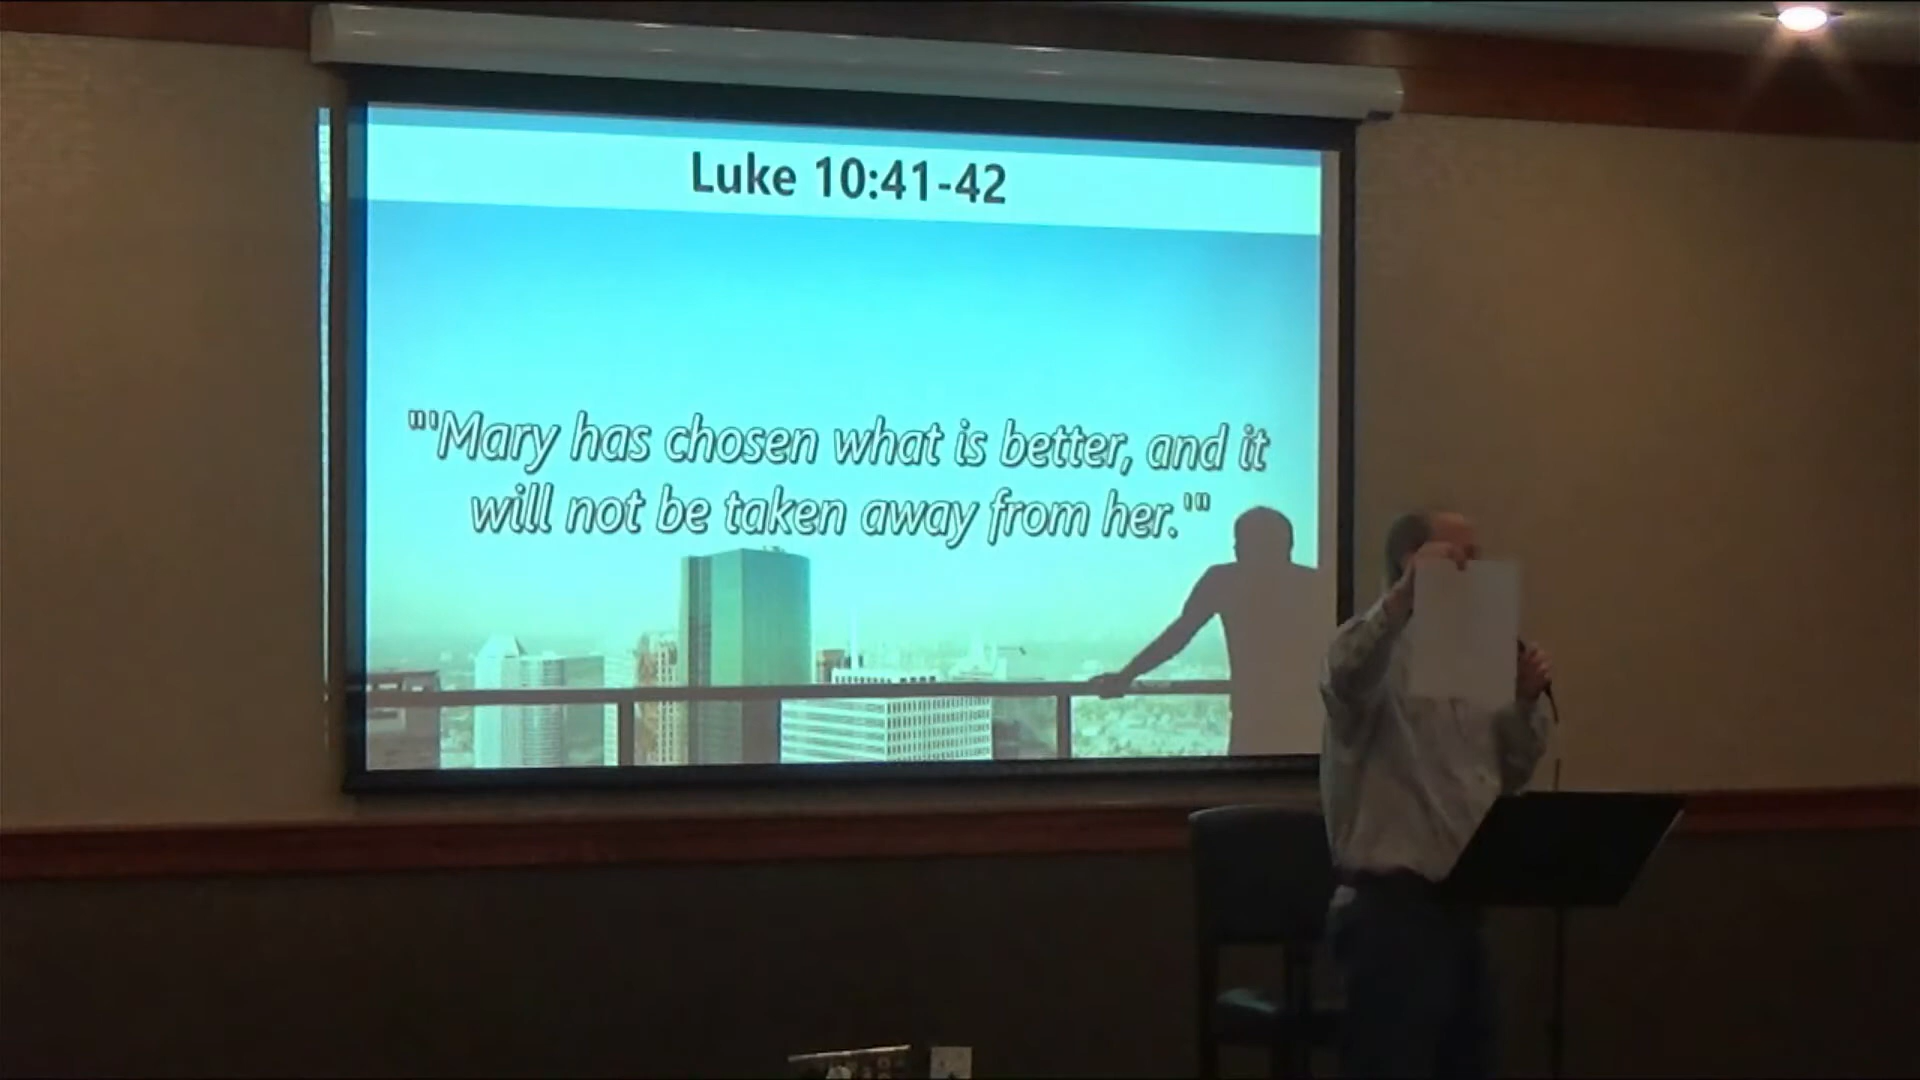 Luke 10:41-42
"'Mary has chosen what is better, and it
will not be taken away from her.'"